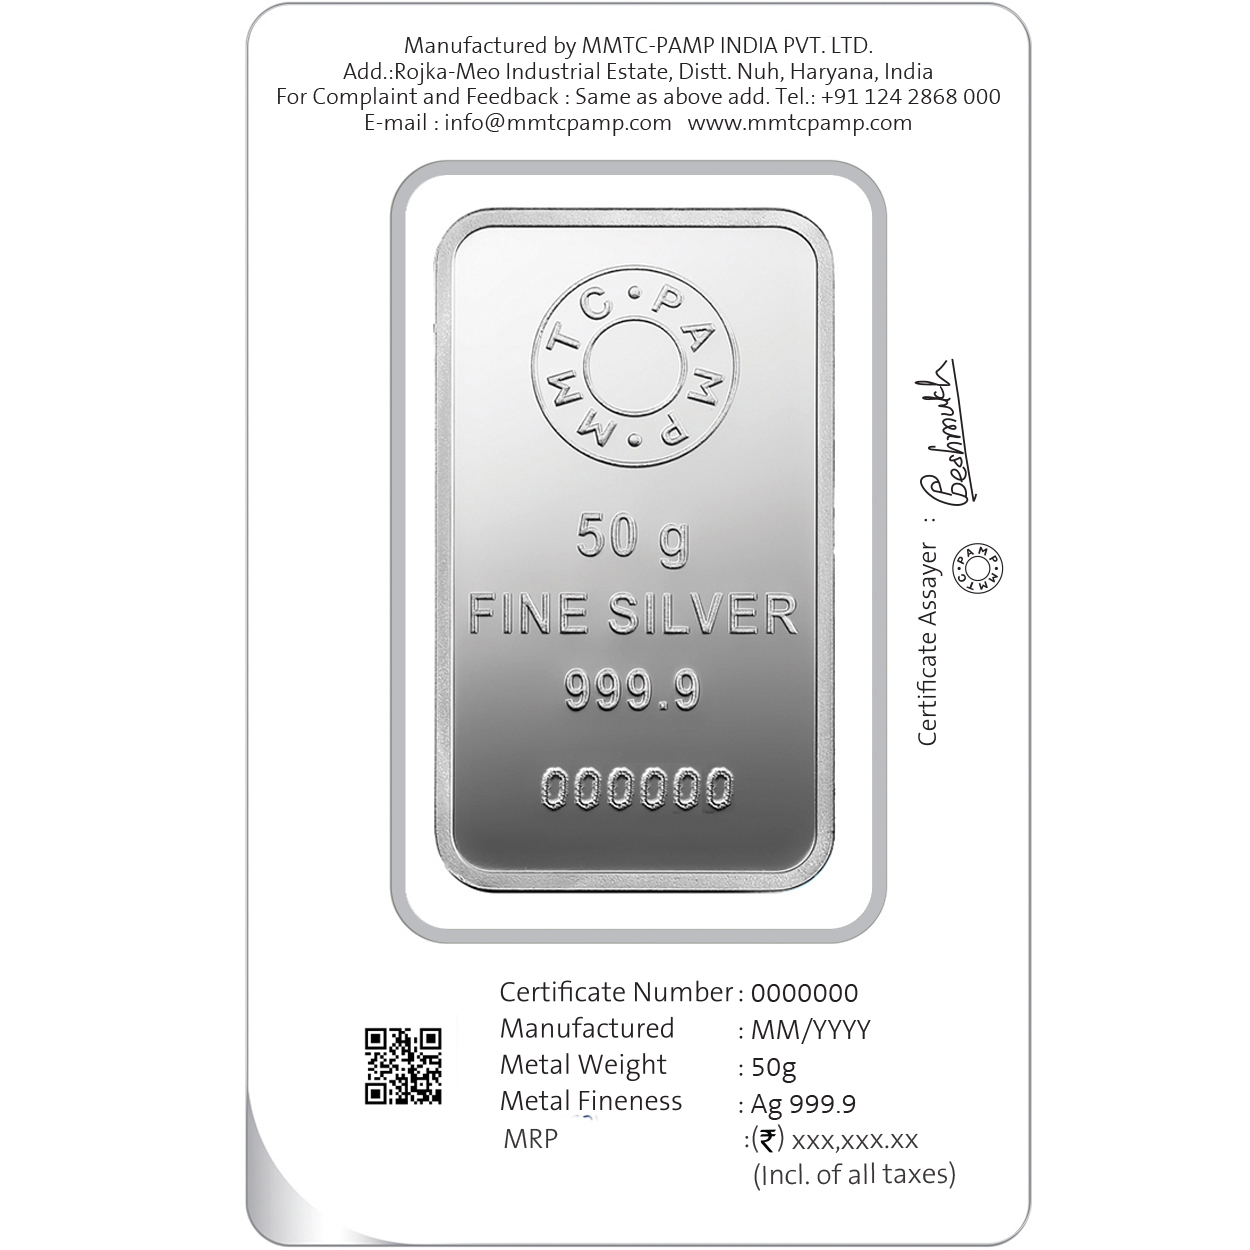 Manufactured by MMTC-PAMP INDIA PVT. LTD.
Add.:Rojka-Meo Industrial Estate, Distt. Nuh, Haryana, India
For Complaint and Feedback : Same as above add. Tel.: +91 124 2868 000
E-mail : info@mmtcpamp.com www.mmtcpamp.com
MMTC·PAMP·
50 g
FINE SILVER
999.9
000000
Certificate Assayer : Deshmukh
MMTC·PAMP·
Certificate Number : 0000000
Manufactured : MM/YYYY
Metal Weight : 50g
Metal Fineness : Ag 999.9
MRP :(₹) xxx,xxx.xx
(Incl. of all taxes)